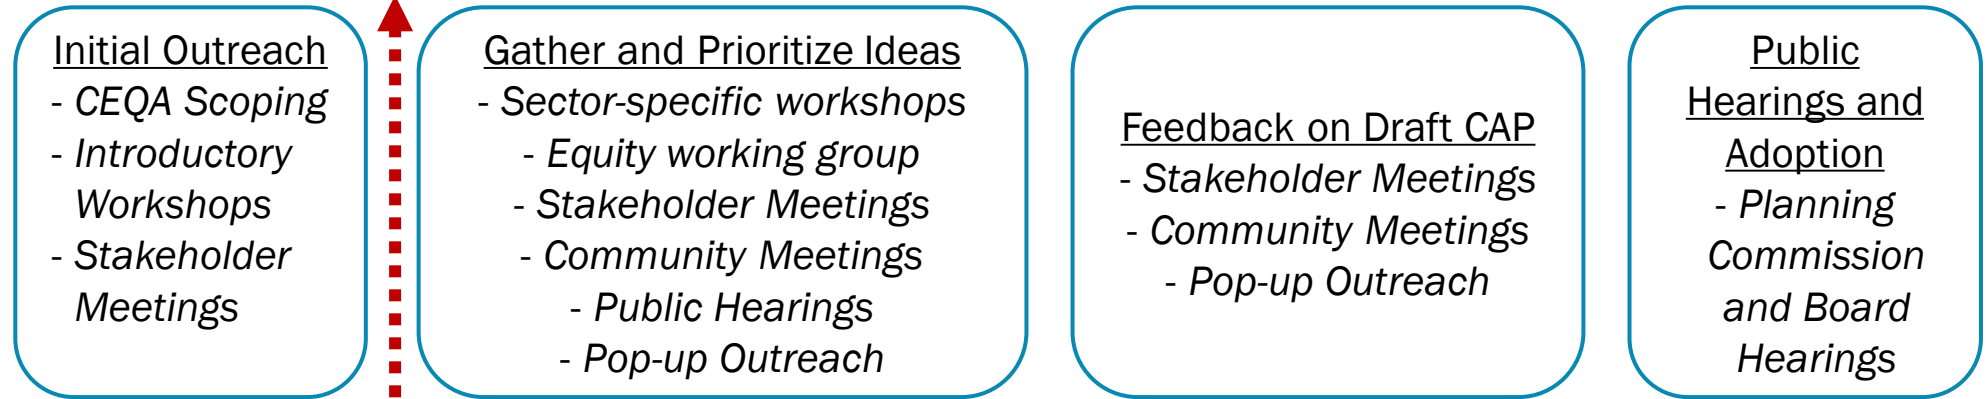 Initial Outreach
- CEQA Scoping
- Introductory
Workshops
- Stakeholder
Meetings
Gather and Prioritize Ideas
- Sector-specific workshops
- Equity working group
- Stakeholder Meetings
- Community Meetings
- Public Hearings
- Pop-up Outreach
Feedback on Draft CAP
- Stakeholder Meetings
- Community Meetings
- Pop-up Outreach
Public
Hearings and
Adoption
- Planning
Commission
and Board
Hearings